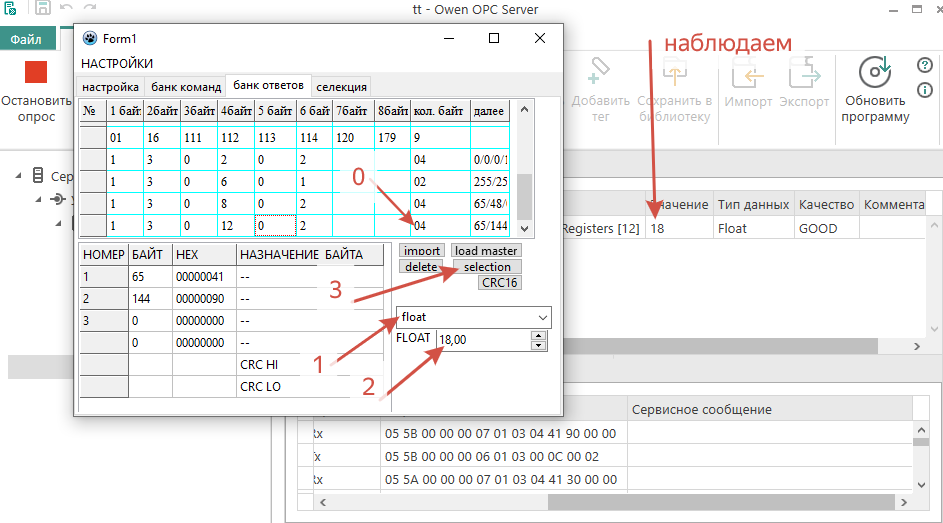 tt - Owen OPC Server
Файл
Остановить
опрос
Добавить
тег
Сохранить в
библиотеку
Импорт
Экспорт
Обновить
программу
наблюдаем
Form1
НАСТРОЙКИ
настройка банк команд банк ответов селекция
№ 1 байт 2байт 3байт 4байт 5 байт 6 байт 7байт 8байт кол. байт далее
01 16 111 112 113 114 120 179 9
1 3 0 2 0 2 04 0/0/0/1
1 3 0 6 0 1 02 255/25
1 3 0 8 0 2 04 65/48/0
1 3 0 12 0 2 04 65/144
0
НОМЕР БАЙТ HEX НАЗНАЧЕНИЕ БАЙТА
1 65 00000041 --
2 144 00000090 --
3 0 00000000 --
0 00000000 --
CRC HI
CRC LO
import load master
delete selection
CRC16
3
float
FLOAT 18,00
1
2
Значение Тип данных Качество Коммента
Registers [12] 18 Float GOOD
Сервисное сообщение
Rx 05 5B 00 00 00 07 01 03 04 41 90 00 00
Tx 05 5B 00 00 00 06 01 03 00 0C 00 02
Rx 05 5A 00 00 00 07 01 03 04 41 30 00 00